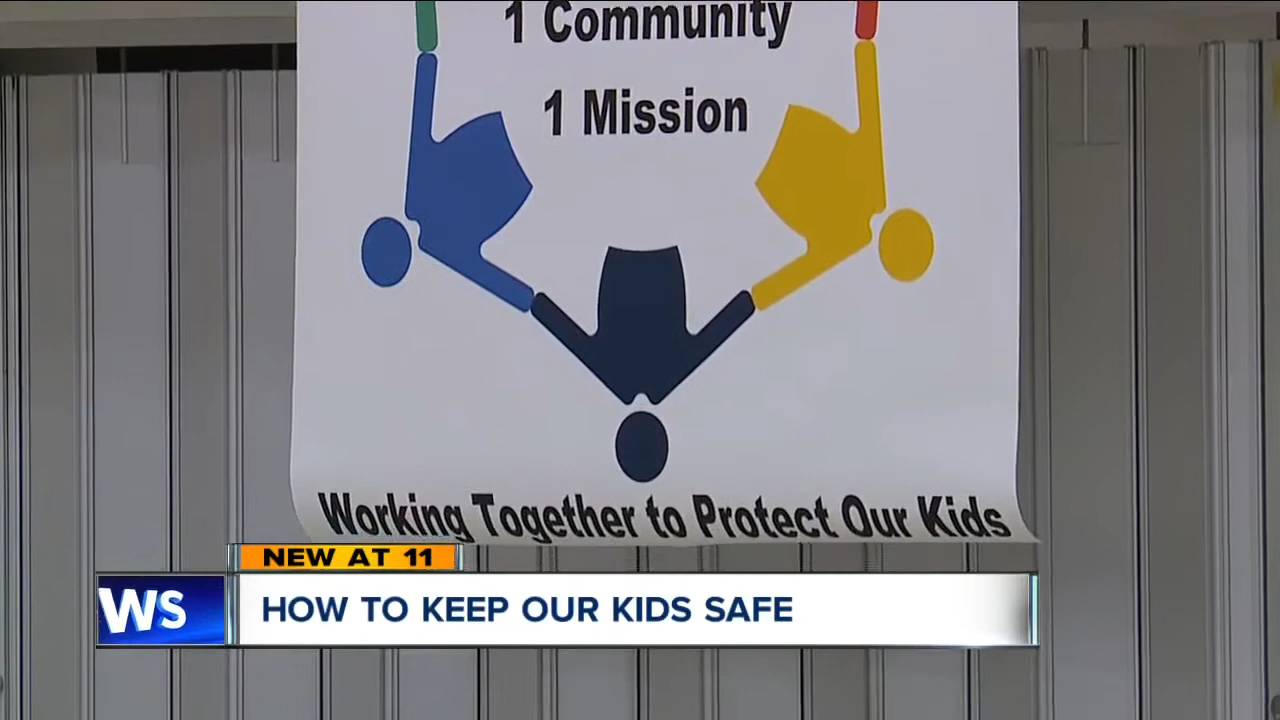 1 Community
1 Mission
Working Together to Protect Our Kids
NEW AT 11
WS
HOW TO KEEP OUR KIDS SAFE